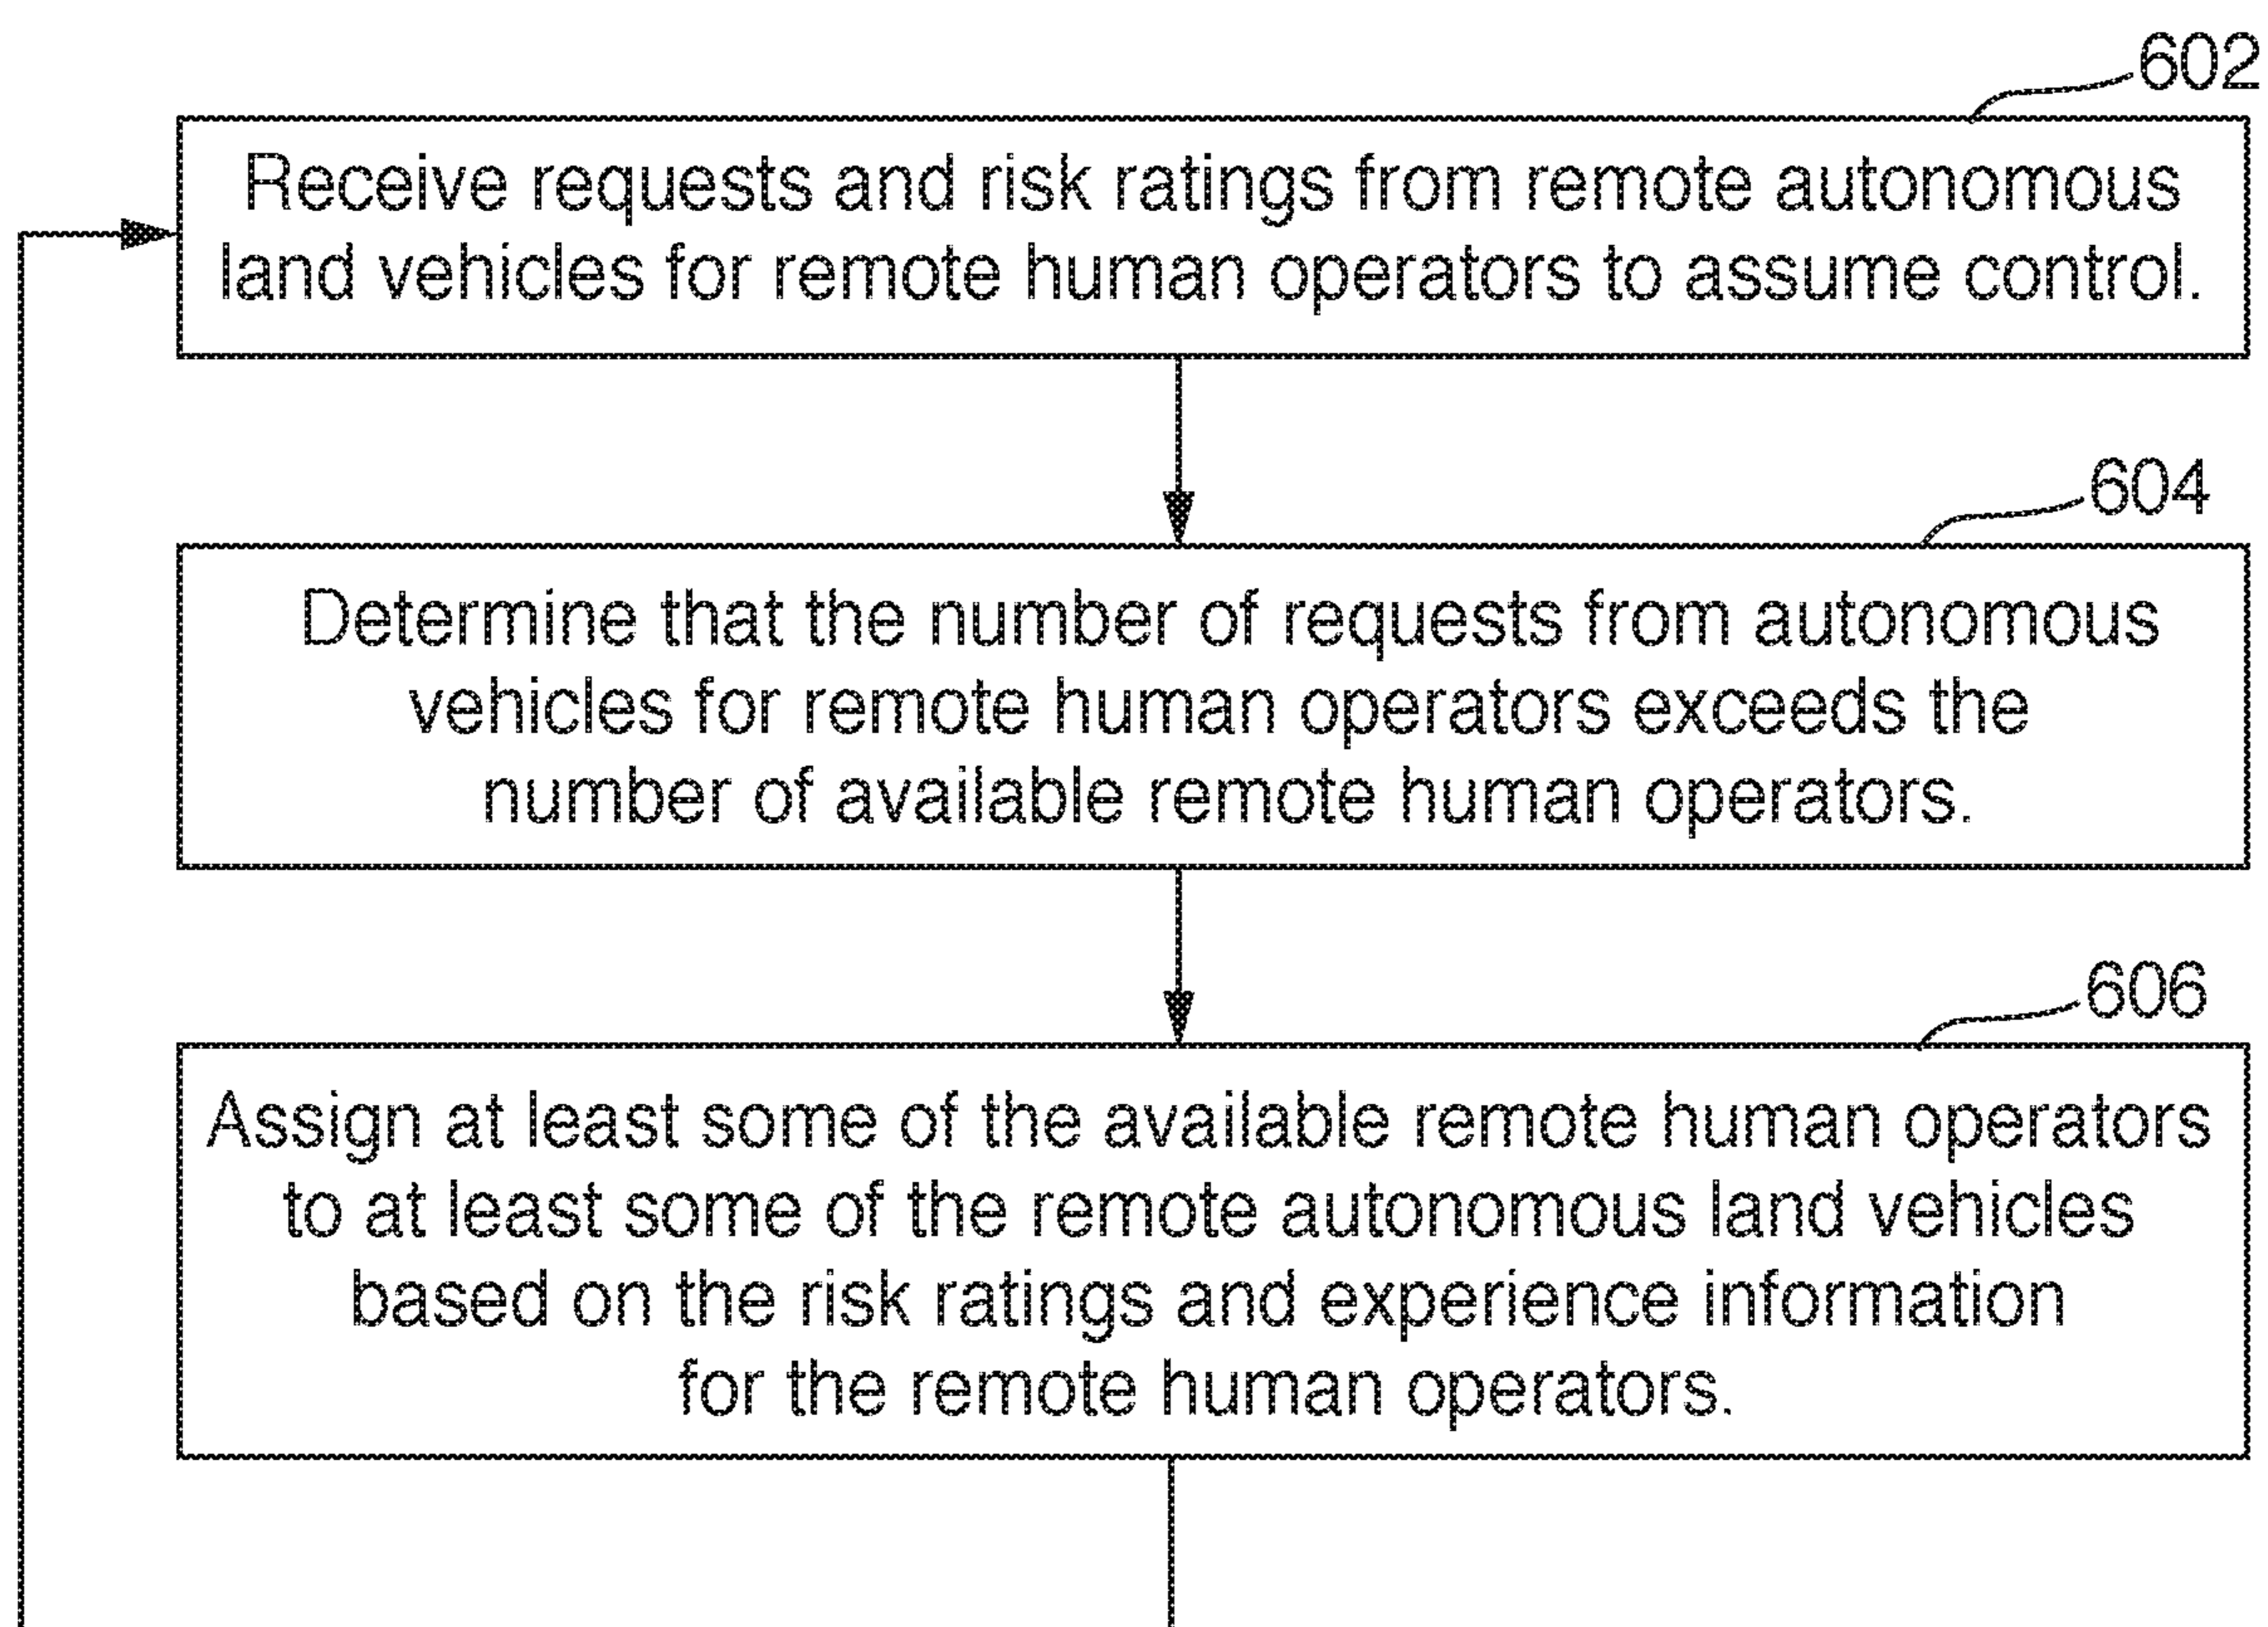 602
Receive requests and risk ratings from remote autonomous
land vehicles for remote human operators to assume control.
604
Determine that the number of requests from autonomous
vehicles for remote human operators exceeds the
number of available remote human operators.
606
Assign at least some of the available remote human operators
to at least some of the remote autonomous land vehicles
based on the risk ratings and experience information
for the remote human operators.